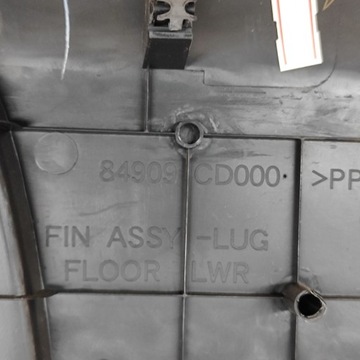 84909 CD000 >PP
FIN ASSY -LUG
FLOOR LWR